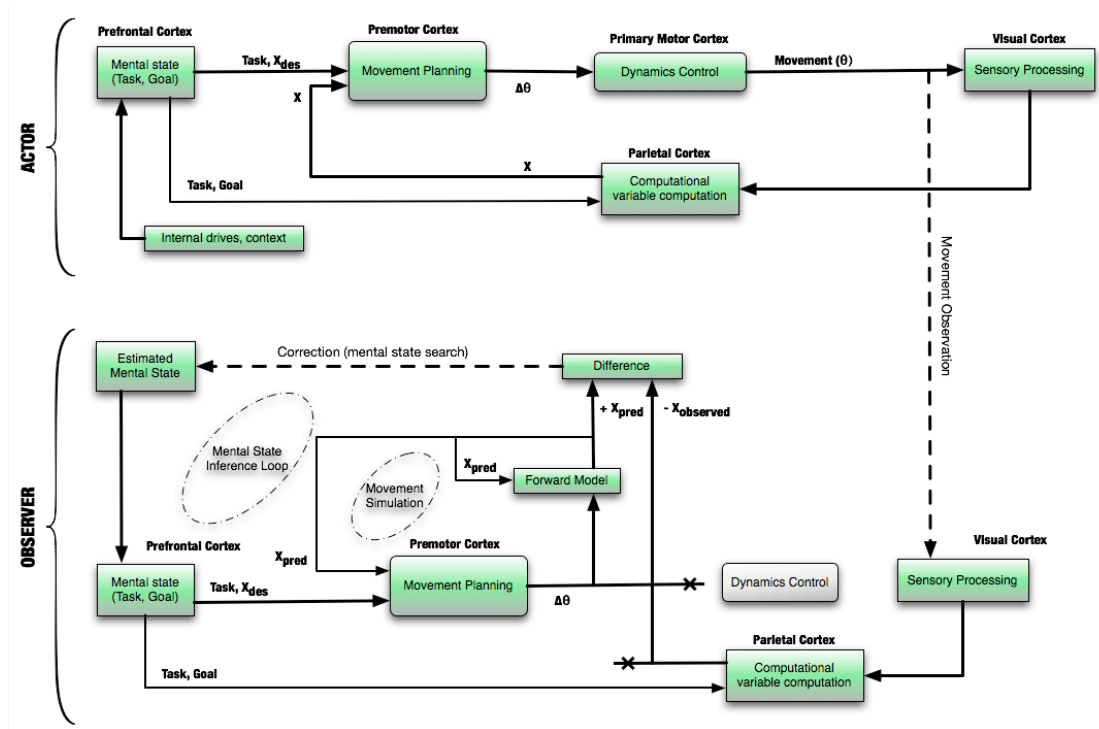 Prefrontal Cortex
Mental state
(Task, Goal)
Task, Xdes
Premotor Cortex
Movement Planning
X
Δθ
Primary Motor Cortex
Dynamics Control
Movement (θ)
Visual Cortex
Sensory Processing
ACTOR
Parietal Cortex
X
Computational
variable computation
Task, Goal
Internal drives, context
Movement Observation
OBSERVER
Estimated
Mental State
Correction (mental state search)
Difference
+ Xpred
- Xobserved
Mental State
Inference Loop
Movement
Simulation
Xpred
Forward Model
Xpred
Prefrontal Cortex
Mental state
(Task, Goal)
Task, Xdes
Premotor Cortex
Movement Planning
Δθ
Dynamics Control
Visual Cortex
Sensory Processing
Parietal Cortex
Computational
variable computation
Task, Goal